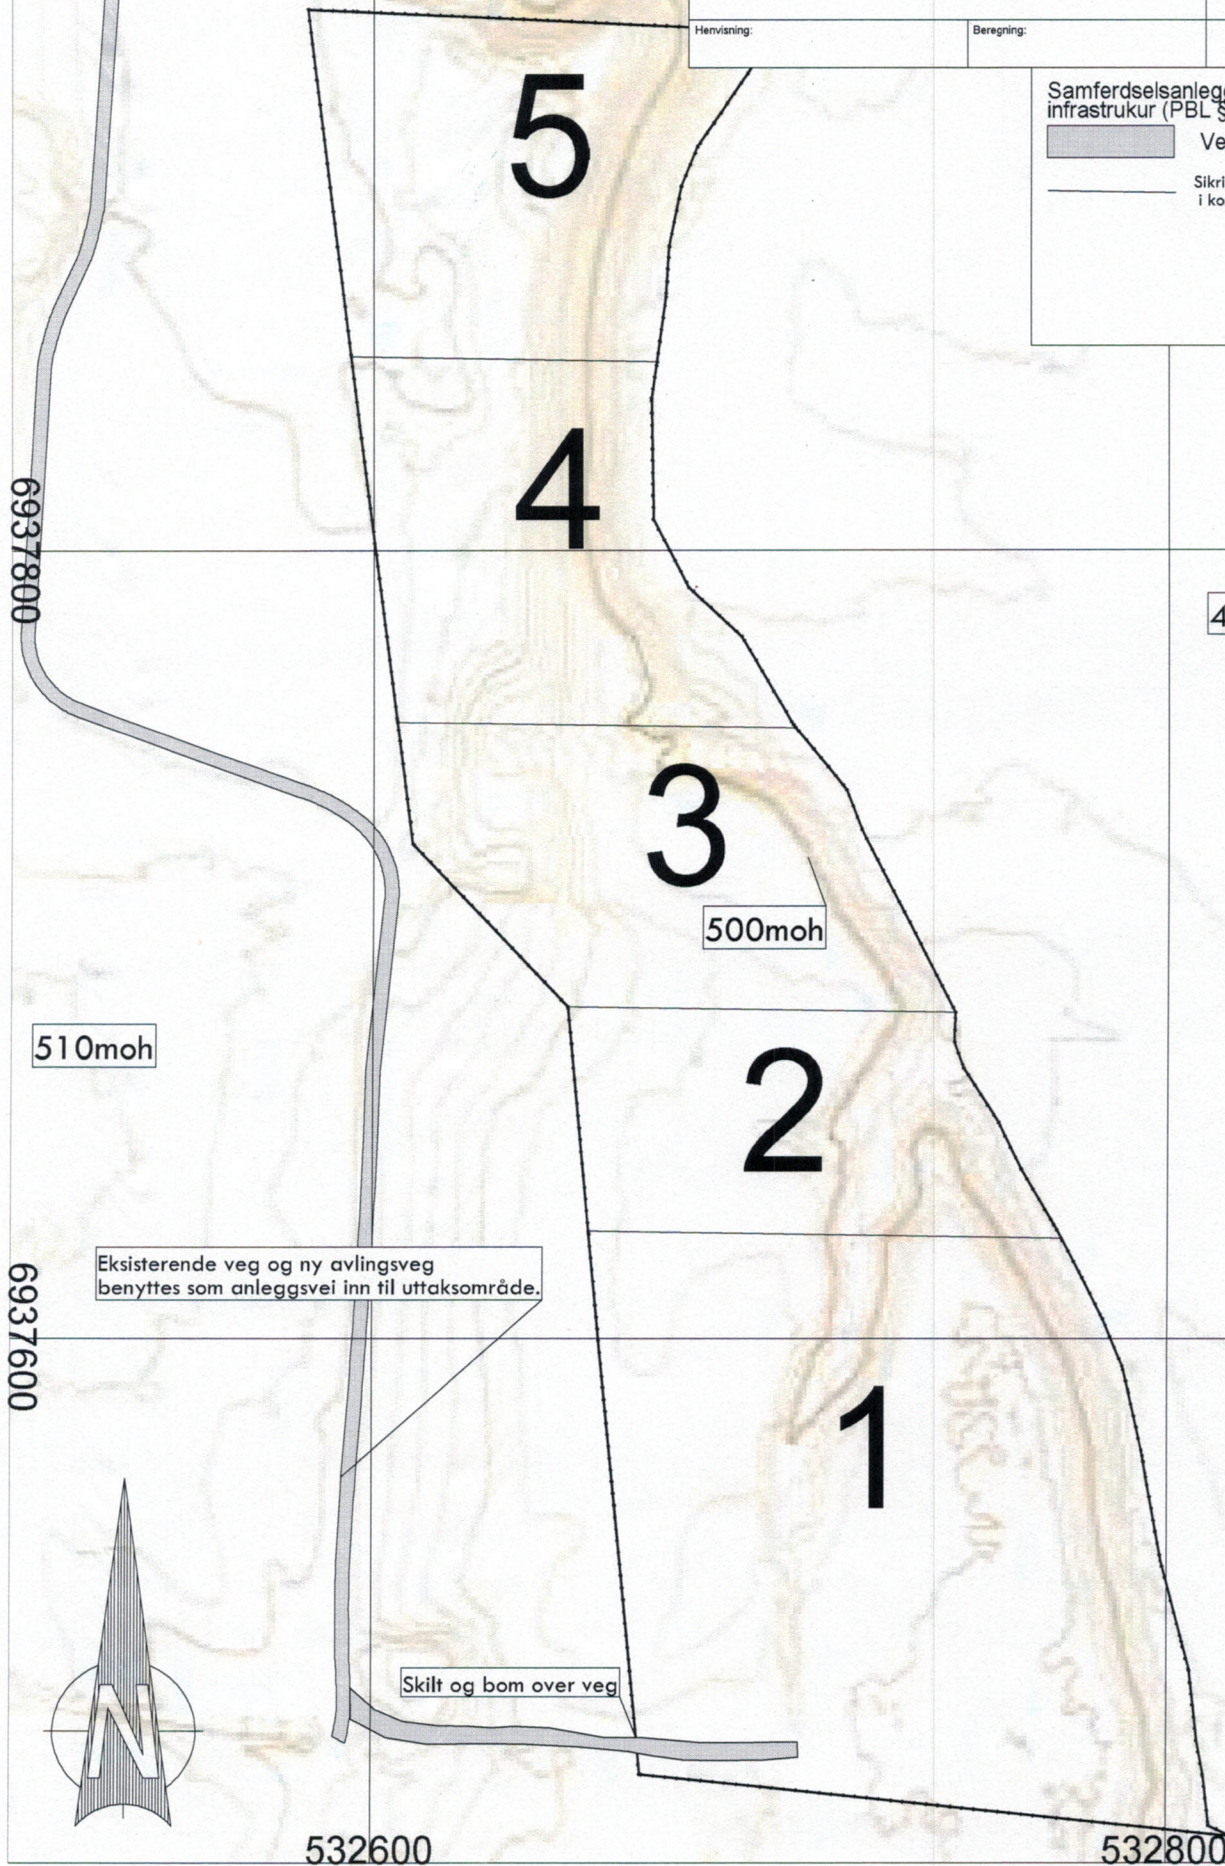 Henvisning:
Beregning:
5
Samferdselsanlegg
infrastrukur (PBL §
Ve
Sikri
i ko
4
6937800
4
3
500moh
510moh
2
Eksisterende veg og ny avlingsveg
benyttes som anleggsvei inn til uttaksområde.
6937600
1
N
Skilt og bom over veg
532600
532800